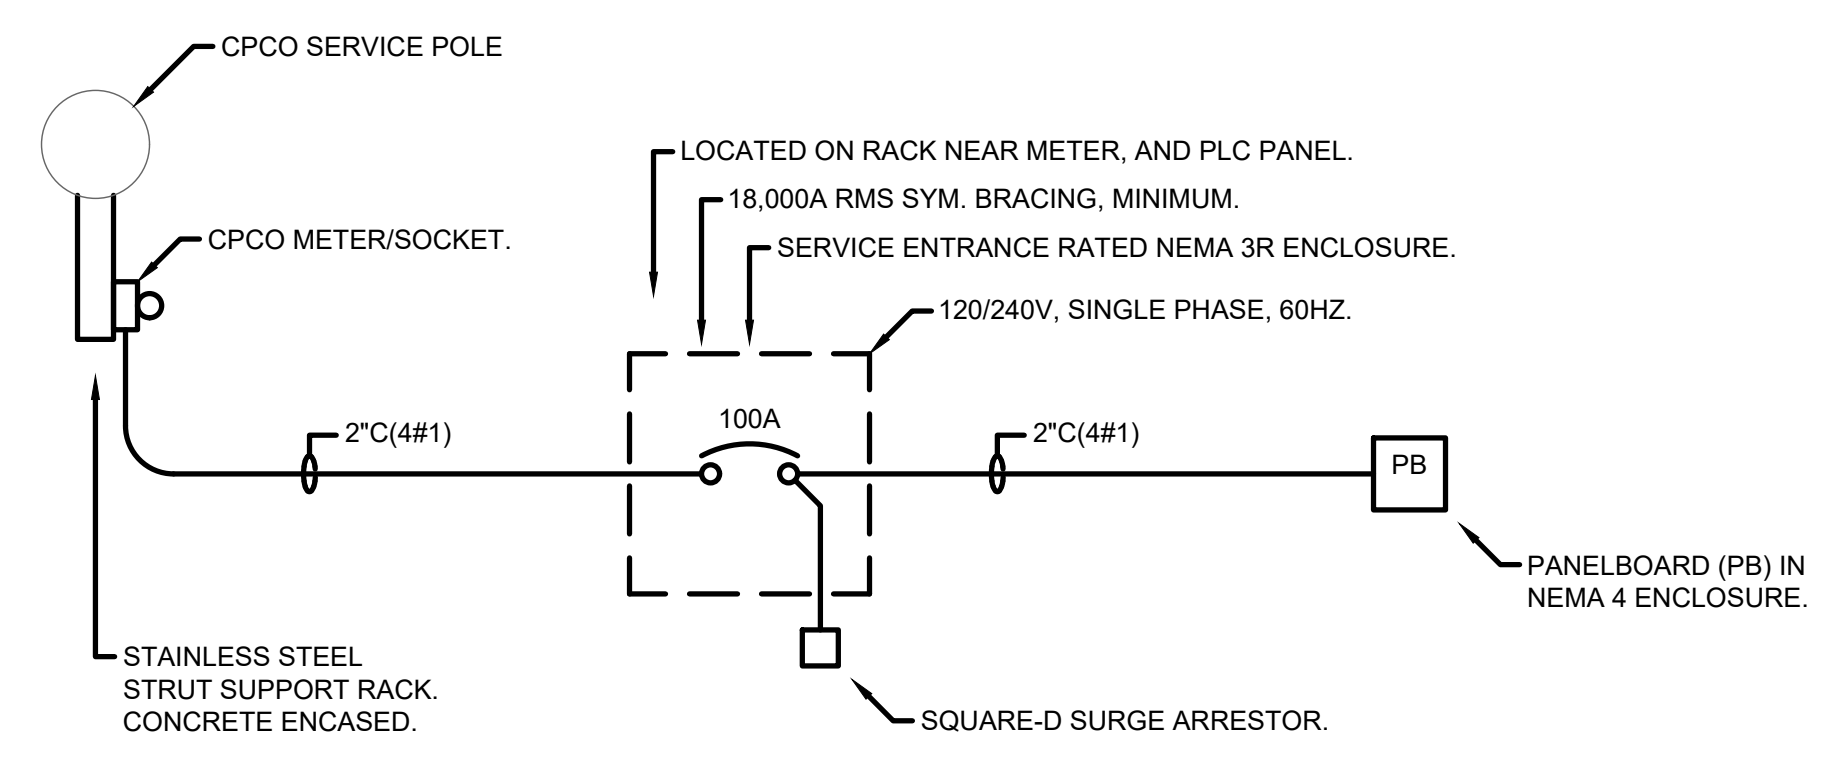 CPCO SERVICE POLE
LOCATED ON RACK NEAR METER, AND PLC PANEL.
18,000A RMS SYM. BRACING, MINIMUM.
CPCO METER/SOCKET.
SERVICE ENTRANCE RATED NEMA 3R ENCLOSURE.
120/240V, SINGLE PHASE, 60HZ.
100A
2"C(4#1)
2"C(4#1)
PB
PANELBOARD (PB) IN
NEMA 4 ENCLOSURE.
STAINLESS STEEL
STRUT SUPPORT RACK.
CONCRETE ENCASED.
SQUARE-D SURGE ARRESTOR.